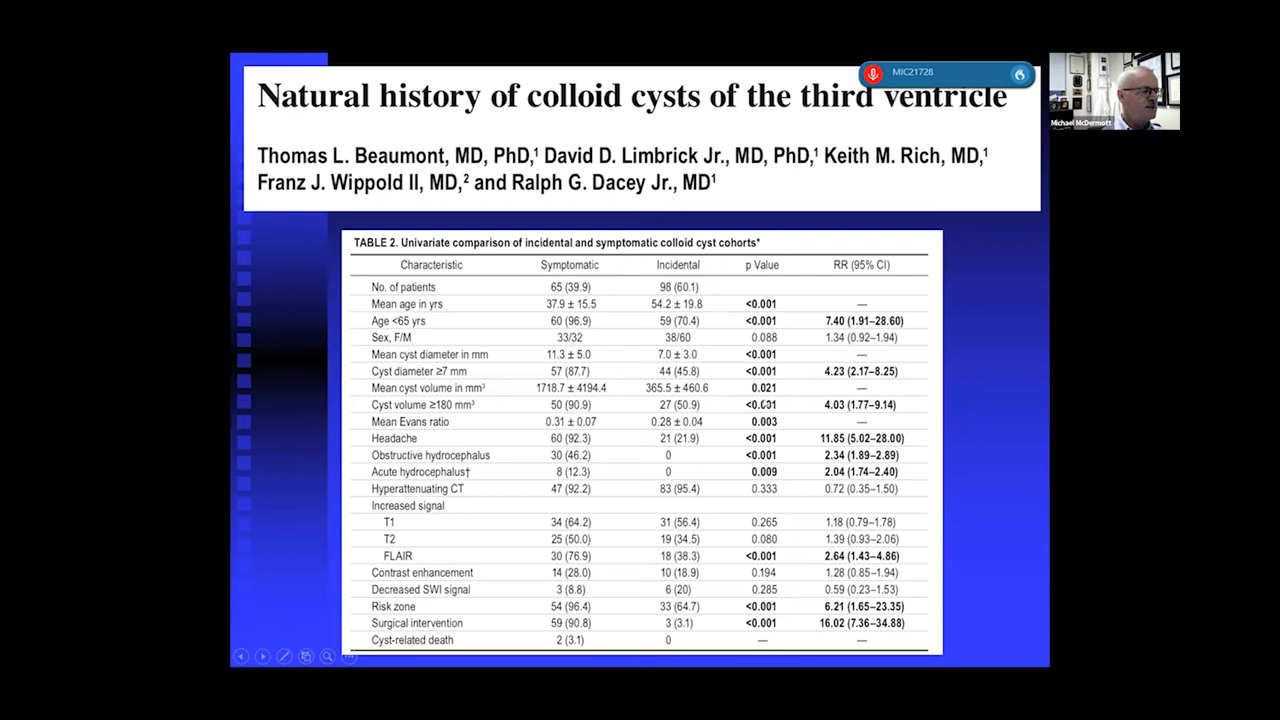 MIC21728
Michael McDermott
Natural history of colloid cysts of the third ventricle
Thomas L. Beaumont, MD, PhD,¹ David D. Limbrick Jr., MD, PhD,¹ Keith M. Rich, MD,¹
Franz J. Wippold II, MD,² and Ralph G. Dacey Jr., MD¹
TABLE 2. Univariate comparison of incidental and symptomatic colloid cyst cohorts*
Characteristic Symptomatic Incidental p Value RR (95% CI)
No. of patients 65 (39.9) 98 (60.1)
Mean age in yrs 37.9 ± 15.5 54.2 ± 19.8 <0.001 —
Age <65 yrs 60 (96.9) 59 (70.4) <0.001 7.40 (1.91–28.60)
Sex, F/M 33/32 38/60 0.088 1.34 (0.92–1.94)
Mean cyst diameter in mm 11.3 ± 5.0 7.0 ± 3.0 <0.001 —
Cyst diameter ≥7 mm 57 (87.7) 44 (45.8) <0.001 4.23 (2.17–8.25)
Mean cyst volume in mm³ 1718.7 ± 4194.4 365.5 ± 460.6 0.021 —
Cyst volume ≥180 mm³ 50 (90.9) 27 (50.9) <0.001 4.03 (1.77–9.14)
Mean Evans ratio 0.31 ± 0.07 0.28 ± 0.04 0.003 —
Headache 60 (92.3) 21 (21.9) <0.001 11.85 (5.02–28.00)
Obstructive hydrocephalus 30 (46.2) 0 <0.001 2.34 (1.89–2.89)
Acute hydrocephalus† 8 (12.3) 0 0.009 2.04 (1.74–2.40)
Hyperattenuating CT 47 (92.2) 83 (95.4) 0.333 0.72 (0.35–1.50)
Increased signal
T1 34 (64.2) 31 (56.4) 0.265 1.18 (0.79–1.78)
T2 25 (50.0) 19 (34.5) 0.080 1.39 (0.93–2.06)
FLAIR 30 (76.9) 18 (38.3) <0.001 2.64 (1.43–4.86)
Contrast enhancement 14 (28.0) 10 (18.9) 0.194 1.28 (0.85–1.94)
Decreased SWI signal 3 (8.8) 6 (20) 0.285 0.59 (0.23–1.53)
Risk zone 54 (96.4) 33 (64.7) <0.001 6.21 (1.65–23.35)
Surgical intervention 59 (90.8) 3 (3.1) <0.001 16.02 (7.36–34.88)
Cyst-related death 2 (3.1) 0 — —